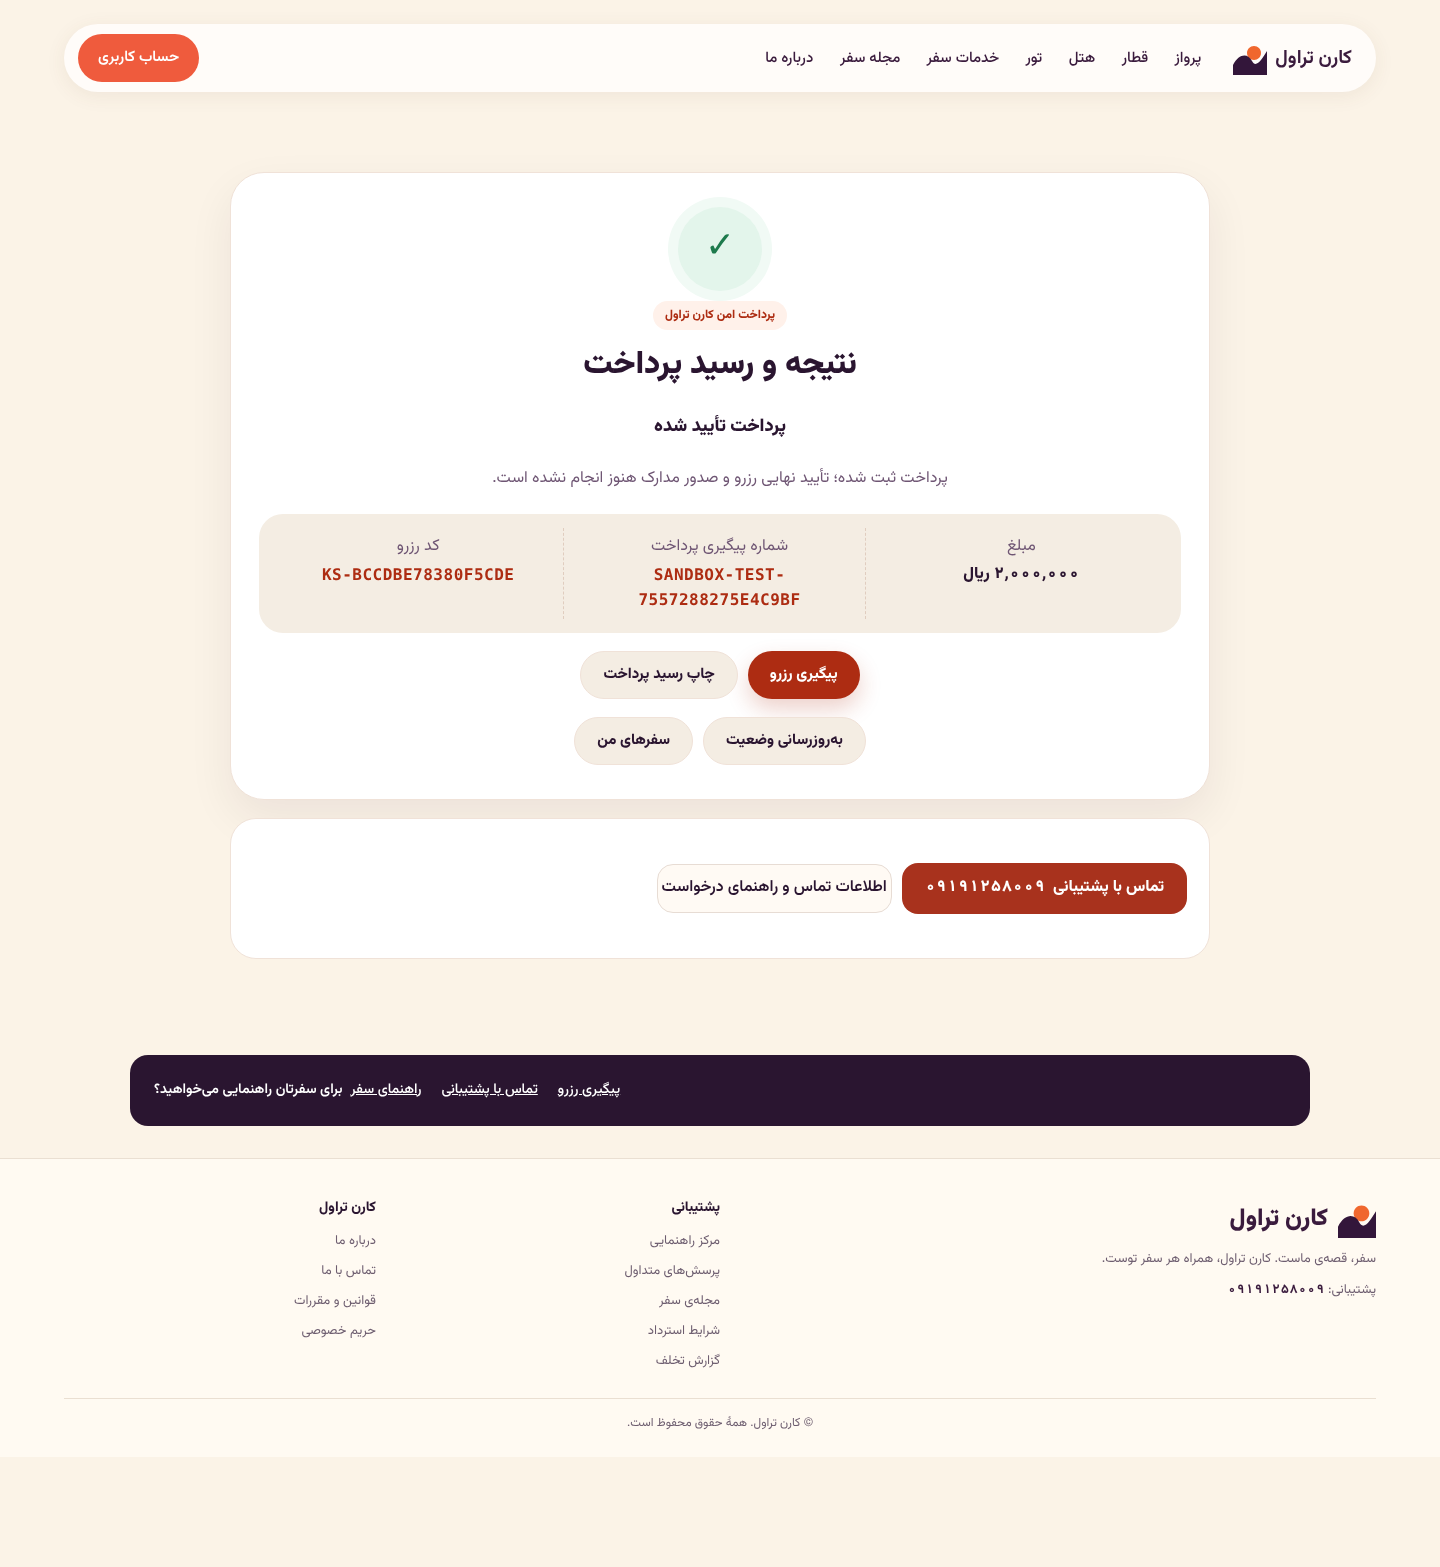 کارن تراول
پرواز
قطار
هتل
تور
خدمات سفر
مجله سفر
درباره ما
حساب کاربری
✓
پرداخت امن کارن تراول
نتیجه و رسید پرداخت
پرداخت تأیید شده
پرداخت ثبت شده؛ تأیید نهایی رزرو و صدور مدارک هنوز انجام نشده است.
مبلغ
۲,۰۰۰,۰۰۰ ریال
شماره پیگیری پرداخت
SANDBOX-TEST-
7557288275E4C9BF
کد رزرو
KS-BCCDBE78380F5CDE
پیگیری رزرو
چاپ رسید پرداخت
به‌روزرسانی وضعیت
سفرهای من
تماس با پشتیبانی ۰۹۱۹۱۲۵۸۰۰۹
اطلاعات تماس و راهنمای درخواست
پیگیری رزرو
تماس با پشتیبانی
راهنمای سفر
برای سفرتان راهنمایی می‌خواهید؟
کارن تراول
سفر، قصه‌ی ماست. کارن تراول، همراه هر سفر توست.
پشتیبانی: ۰۹۱۹۱۲۵۸۰۰۹
پشتیبانی
مرکز راهنمایی
پرسش‌های متداول
مجله‌ی سفر
شرایط استرداد
گزارش تخلف
کارن تراول
درباره ما
تماس با ما
قوانین و مقررات
حریم خصوصی
© کارن تراول. همهٔ حقوق محفوظ است.